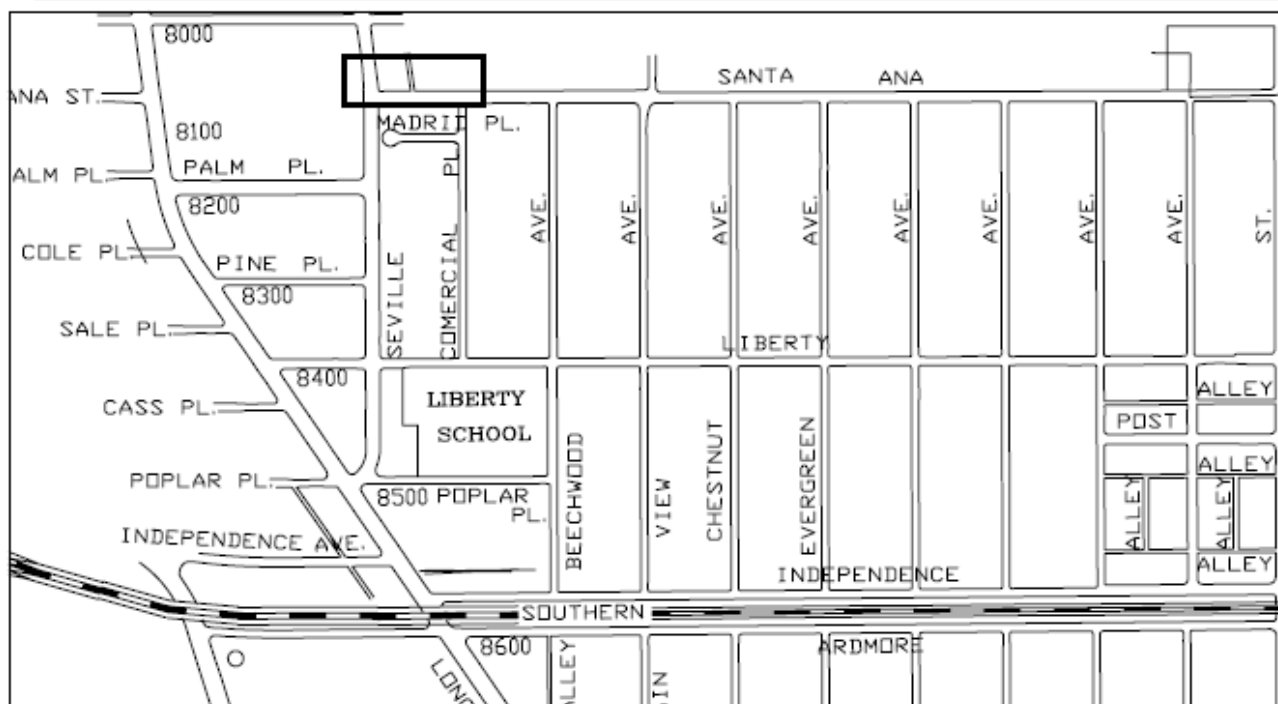 8000
SANTA ANA
ANA ST.
MADRID PL.
8100
PALM PL.
ALM PL.
8200
COLE PL.
PINE PL.
8300
SEVILLE
COMERCIAL PL
AVE.
AVE.
AVE.
AVE.
AVE.
AVE.
AVE.
AVE.
ST.
SALE PL.
LIBERTY
8400
CASS PL.
LIBERTY
SCHOOL
ALLEY
POST
POPLAR PL.
8500 POPLAR
PL.
BEECHWOOD
VIEW
CHESTNUT
EVERGREEN
ALLEY
ALLEY
ALLEY
INDEPENDENCE AVE.
ALLEY
INDEPENDENCE
SOUTHERN
8600
ARDMORE
LONG
ALLEY
DIN